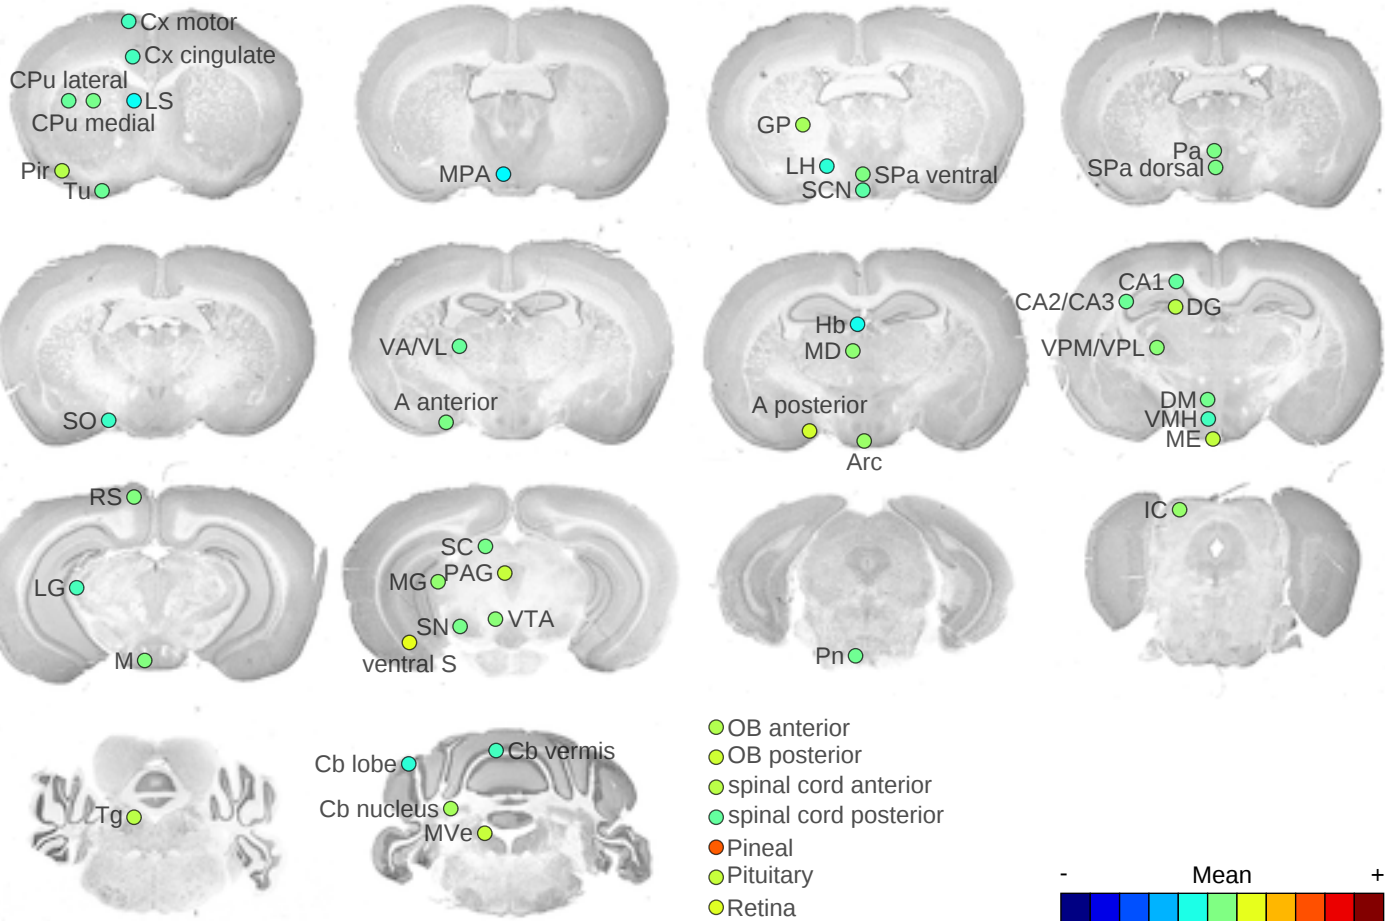 Cx motor
Cx cingulate
CPu lateral
LS
CPu medial
Pir
Tu
MPA
GP
LH
SPa ventral
SCN
Pa
SPa dorsal
SO
VA/VL
A anterior
Hb
MD
A posterior
Arc
CA1
CA2/CA3
DG
VPM/VPL
DM
VMH
ME
RS
LG
M
SC
PAG
MG
VTA
SN
ventral S
Pn
IC
Tg
Cb vermis
Cb lobe
Cb nucleus
MVe
OB anterior
OB posterior
spinal cord anterior
spinal cord posterior
Pineal
Pituitary
Retina
- Mean +